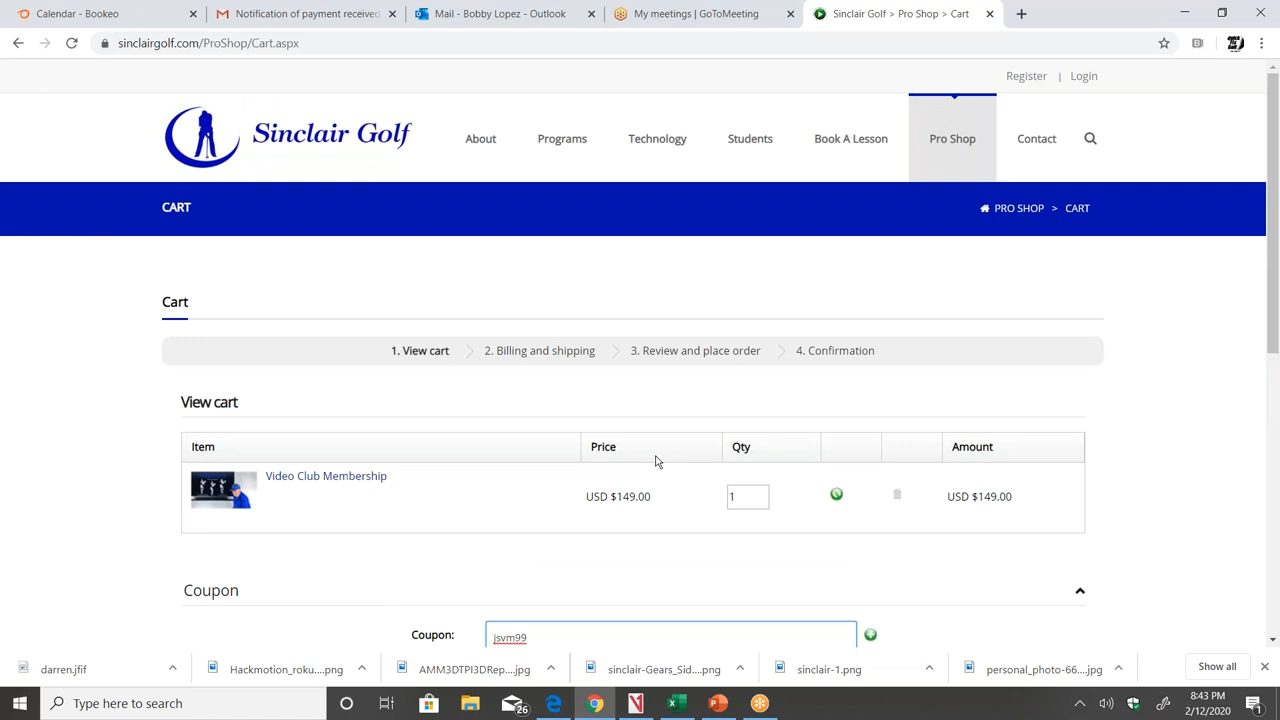 Calendar - Bookeo
Notification of payment received
Mail - Bobby Lopez - Outlook
My meetings | GoToMeeting
Sinclair Golf > Pro Shop > Cart
sinclairgolf.com/ProShop/Cart.aspx
Register | Login
Sinclair Golf
About
Programs
Technology
Students
Book A Lesson
Pro Shop
Contact
CART
PRO SHOP > CART
Cart
1. View cart
2. Billing and shipping
3. Review and place order
4. Confirmation
View cart
Item
Price
Qty
Amount
Video Club Membership
USD $149.00
1
USD $149.00
Coupon
Coupon:
jsvm99
darren.jfif
Hackmotion_roku....png
AMM3DTPI3DRep....jpg
sinclair-Gears_Sid....png
sinclair-1.png
personal_photo-66....jpg
Show all
Type here to search
26
8:43 PM
2/12/2020
1